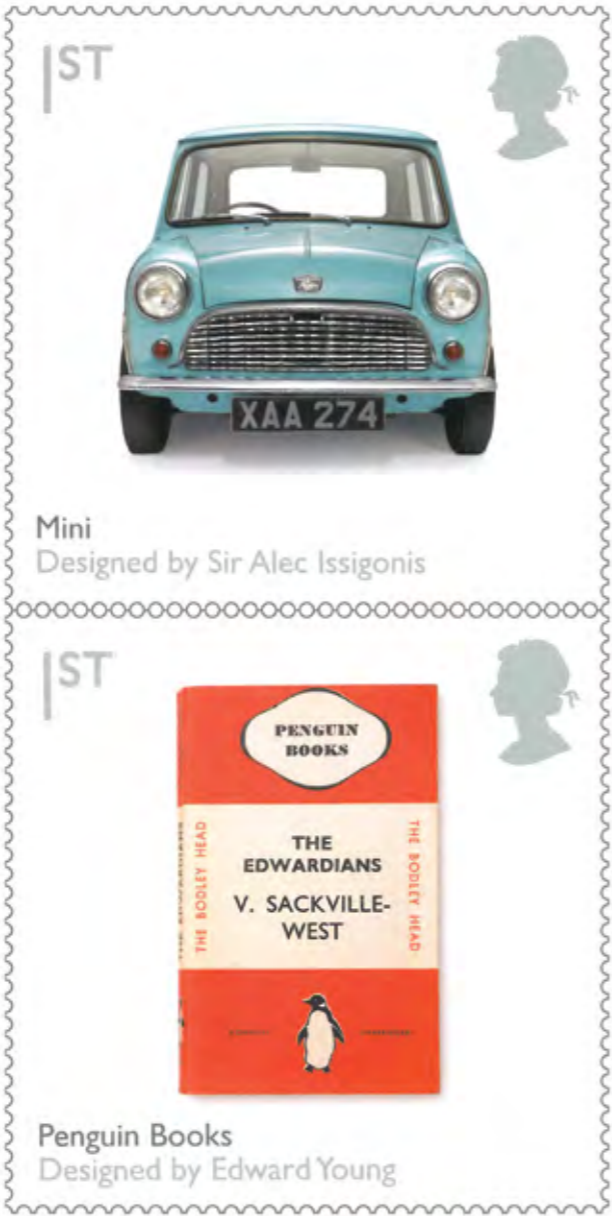 1ST
XAA 274
Mini
Designed by Sir Alec Issigonis
1ST
PENGUIN
BOOKS
THE BODLEY HEAD
THE
EDWARDIANS
V. SACKVILLE-
WEST
THE BODLEY HEAD
Penguin Books
Designed by Edward Young